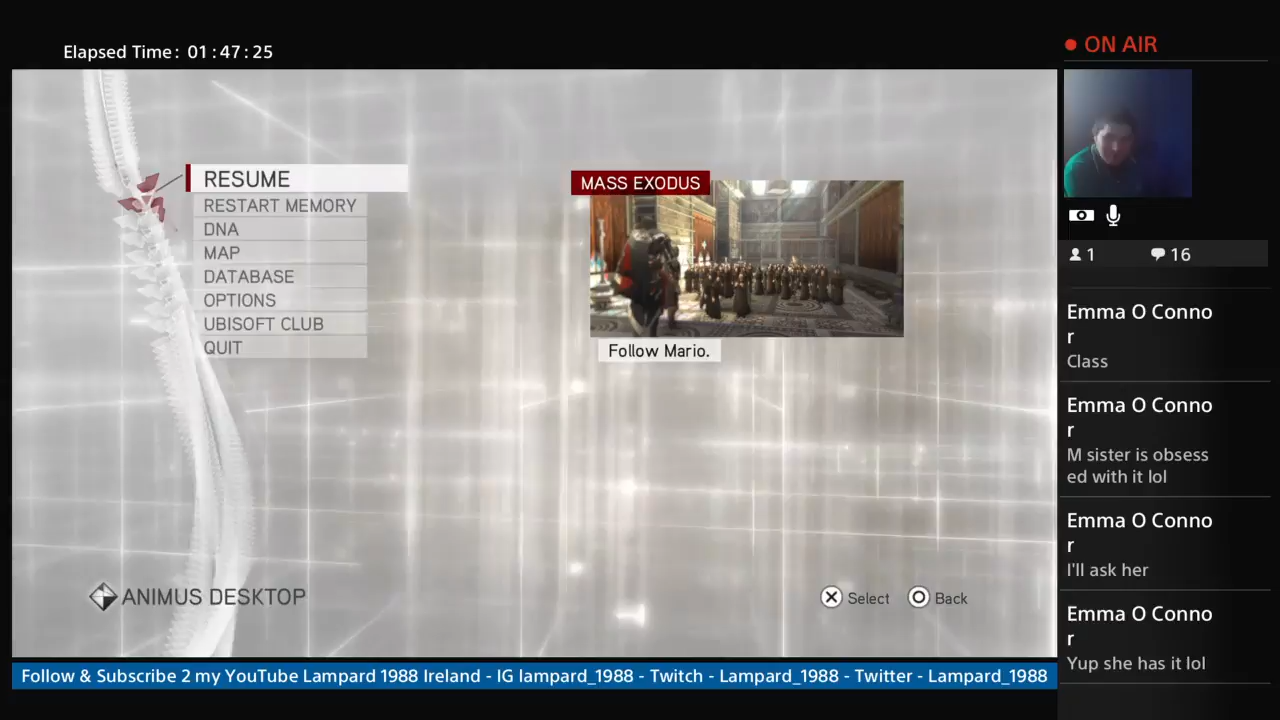 Elapsed Time: 01:47:25
ON AIR
RESUME
RESTART MEMORY
DNA
MAP
DATABASE
OPTIONS
UBISOFT CLUB
QUIT
MASS EXODUS
Follow Mario.
ANIMUS DESKTOP
Select
Back
1
16
Emma O Conno
r
Class
Emma O Conno
r
M sister is obsess
ed with it lol
Emma O Conno
r
I'll ask her
Emma O Conno
r
Yup she has it lol
Follow & Subscribe 2 my YouTube Lampard 1988 Ireland - IG lampard_1988 - Twitch - Lampard_1988 - Twitter - Lampard_1988